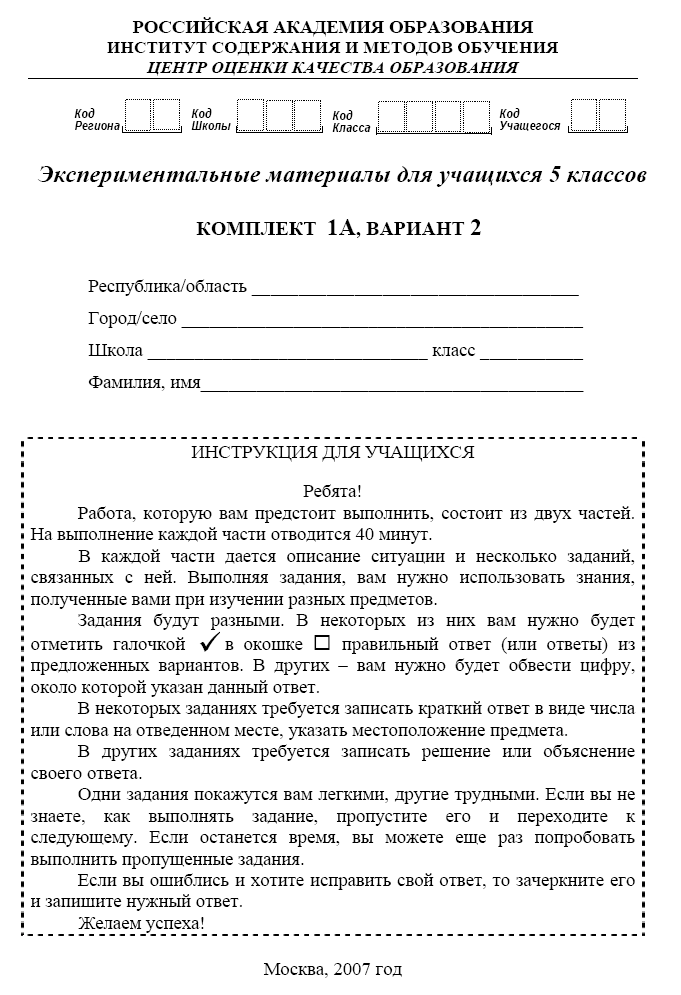 РОССИЙСКАЯ АКАДЕМИЯ ОБРАЗОВАНИЯ
ИНСТИТУТ СОДЕРЖАНИЯ И МЕТОДОВ ОБУЧЕНИЯ
ЦЕНТР ОЦЕНКИ КАЧЕСТВА ОБРАЗОВАНИЯ
Код Региона
Код Школы
Код Класса
Код Учащегося
Экспериментальные материалы для учащихся 5 классов
КОМПЛЕКТ 1А, ВАРИАНТ 2
Республика/область ___________________________________
Город/село ___________________________________________
Школа ______________________________ класс ___________
Фамилия, имя_________________________________________
ИНСТРУКЦИЯ ДЛЯ УЧАЩИХСЯ
Ребята!
Работа, которую вам предстоит выполнить, состоит из двух частей.
На выполнение каждой части отводится 40 минут.
В каждой части дается описание ситуации и несколько заданий,
связанных с ней. Выполняя задания, вам нужно использовать знания,
полученные вами при изучении разных предметов.
Задания будут разными. В некоторых из них вам нужно будет
отметить галочкой ✓ в окошке ☐ правильный ответ (или ответы) из
предложенных вариантов. В других – вам нужно будет обвести цифру,
около которой указан данный ответ.
В некоторых заданиях требуется записать краткий ответ в виде числа
или слова на отведенном месте, указать местоположение предмета.
В других заданиях требуется записать решение или объяснение
своего ответа.
Одни задания покажутся вам легкими, другие трудными. Если вы не
знаете, как выполнять задание, пропустите его и переходите к
следующему. Если останется время, вы можете еще раз попробовать
выполнить пропущенные задания.
Если вы ошиблись и хотите исправить свой ответ, то зачеркните его
и запишите нужный ответ.
Желаем успеха!
Москва, 2007 год